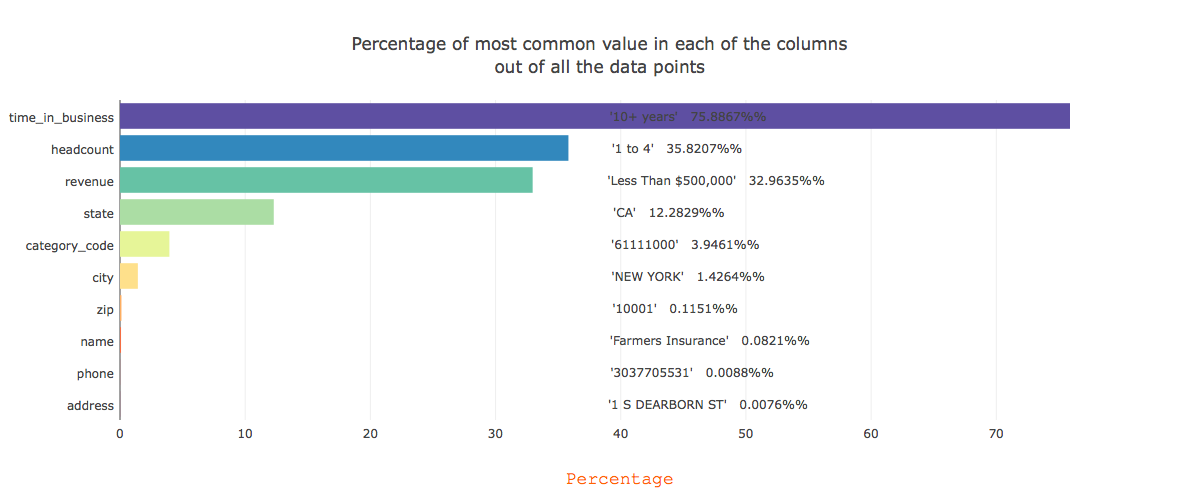 Percentage of most common value in each of the columns
out of all the data points
time_in_business '10+ years' 75.8867%%
headcount '1 to 4' 35.8207%%
revenue 'Less Than $500,000' 32.9635%%
state 'CA' 12.2829%%
category_code '61111000' 3.9461%%
city 'NEW YORK' 1.4264%%
zip '10001' 0.1151%%
name 'Farmers Insurance' 0.0821%%
phone '3037705531' 0.0088%%
address '1 S DEARBORN ST' 0.0076%%
0 10 20 30 40 50 60 70
Percentage